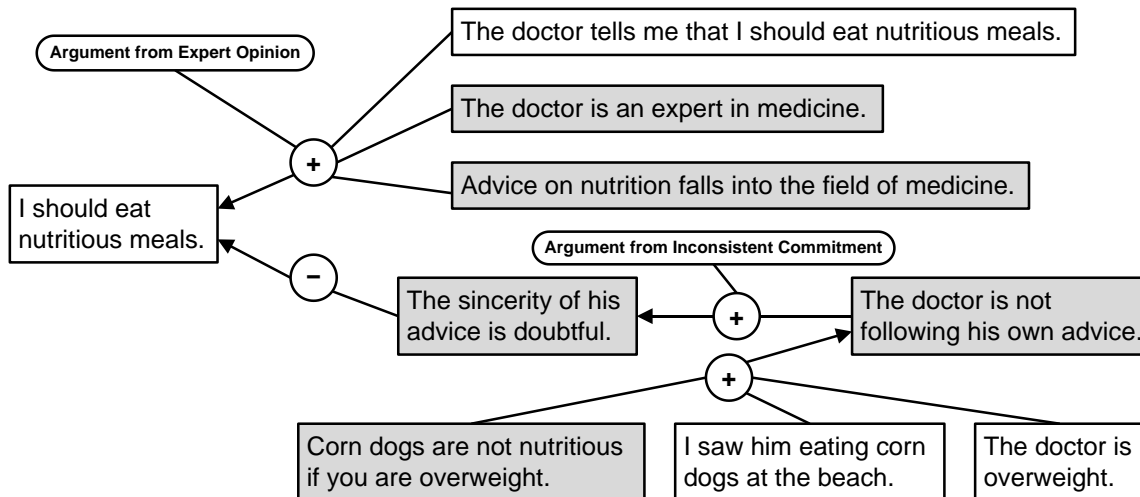 The doctor tells me that I should eat nutritious meals.
Argument from Expert Opinion
The doctor is an expert in medicine.
+
Advice on nutrition falls into the field of medicine.
I should eat
nutritious meals.
Argument from Inconsistent Commitment
−
The sincerity of his
advice is doubtful.
+
The doctor is not
following his own advice.
+
Corn dogs are not nutritious
if you are overweight.
I saw him eating corn
dogs at the beach.
The doctor is
overweight.